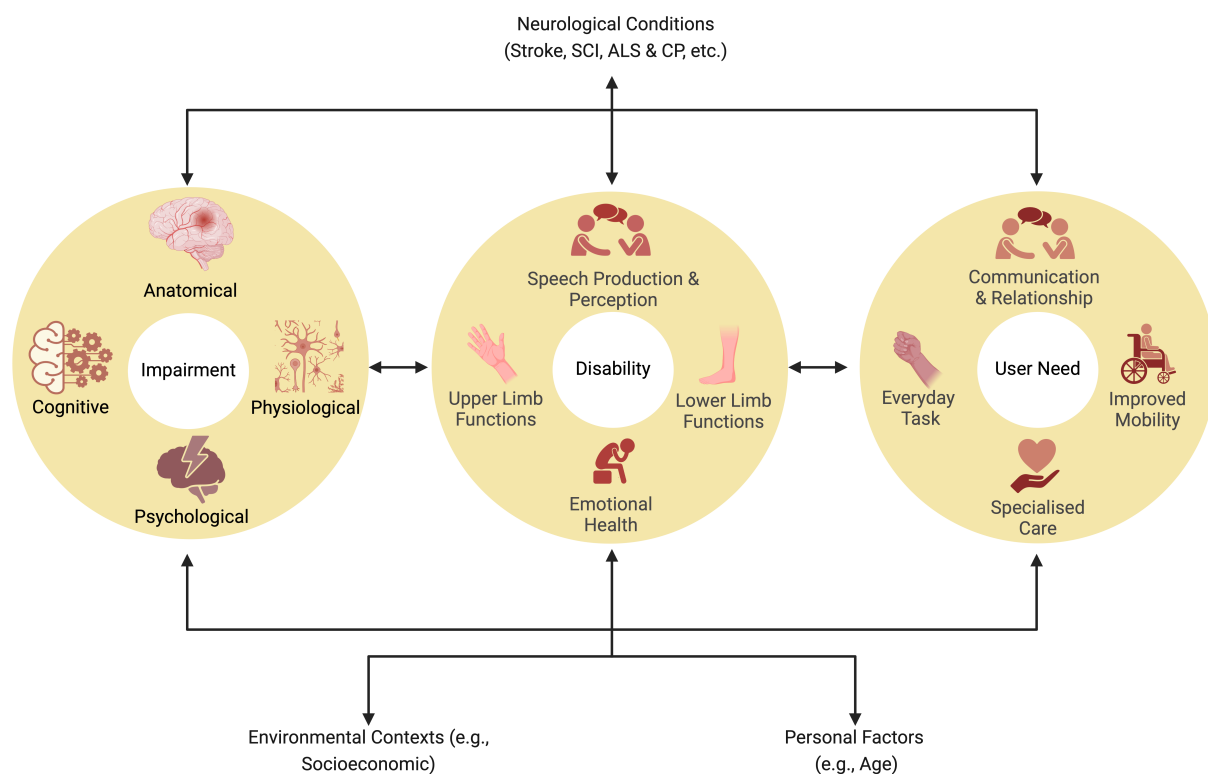 Neurological Conditions
(Stroke, SCI, ALS & CP, etc.)
Anatomical
Cognitive
Impairment
Physiological
Psychological
Speech Production &
Perception
Upper Limb
Functions
Disability
Lower Limb
Functions
Emotional
Health
Communication
& Relationship
Everyday
Task
User Need
Improved
Mobility
Specialised
Care
Environmental Contexts (e.g.,
Socioeconomic)
Personal Factors
(e.g., Age)